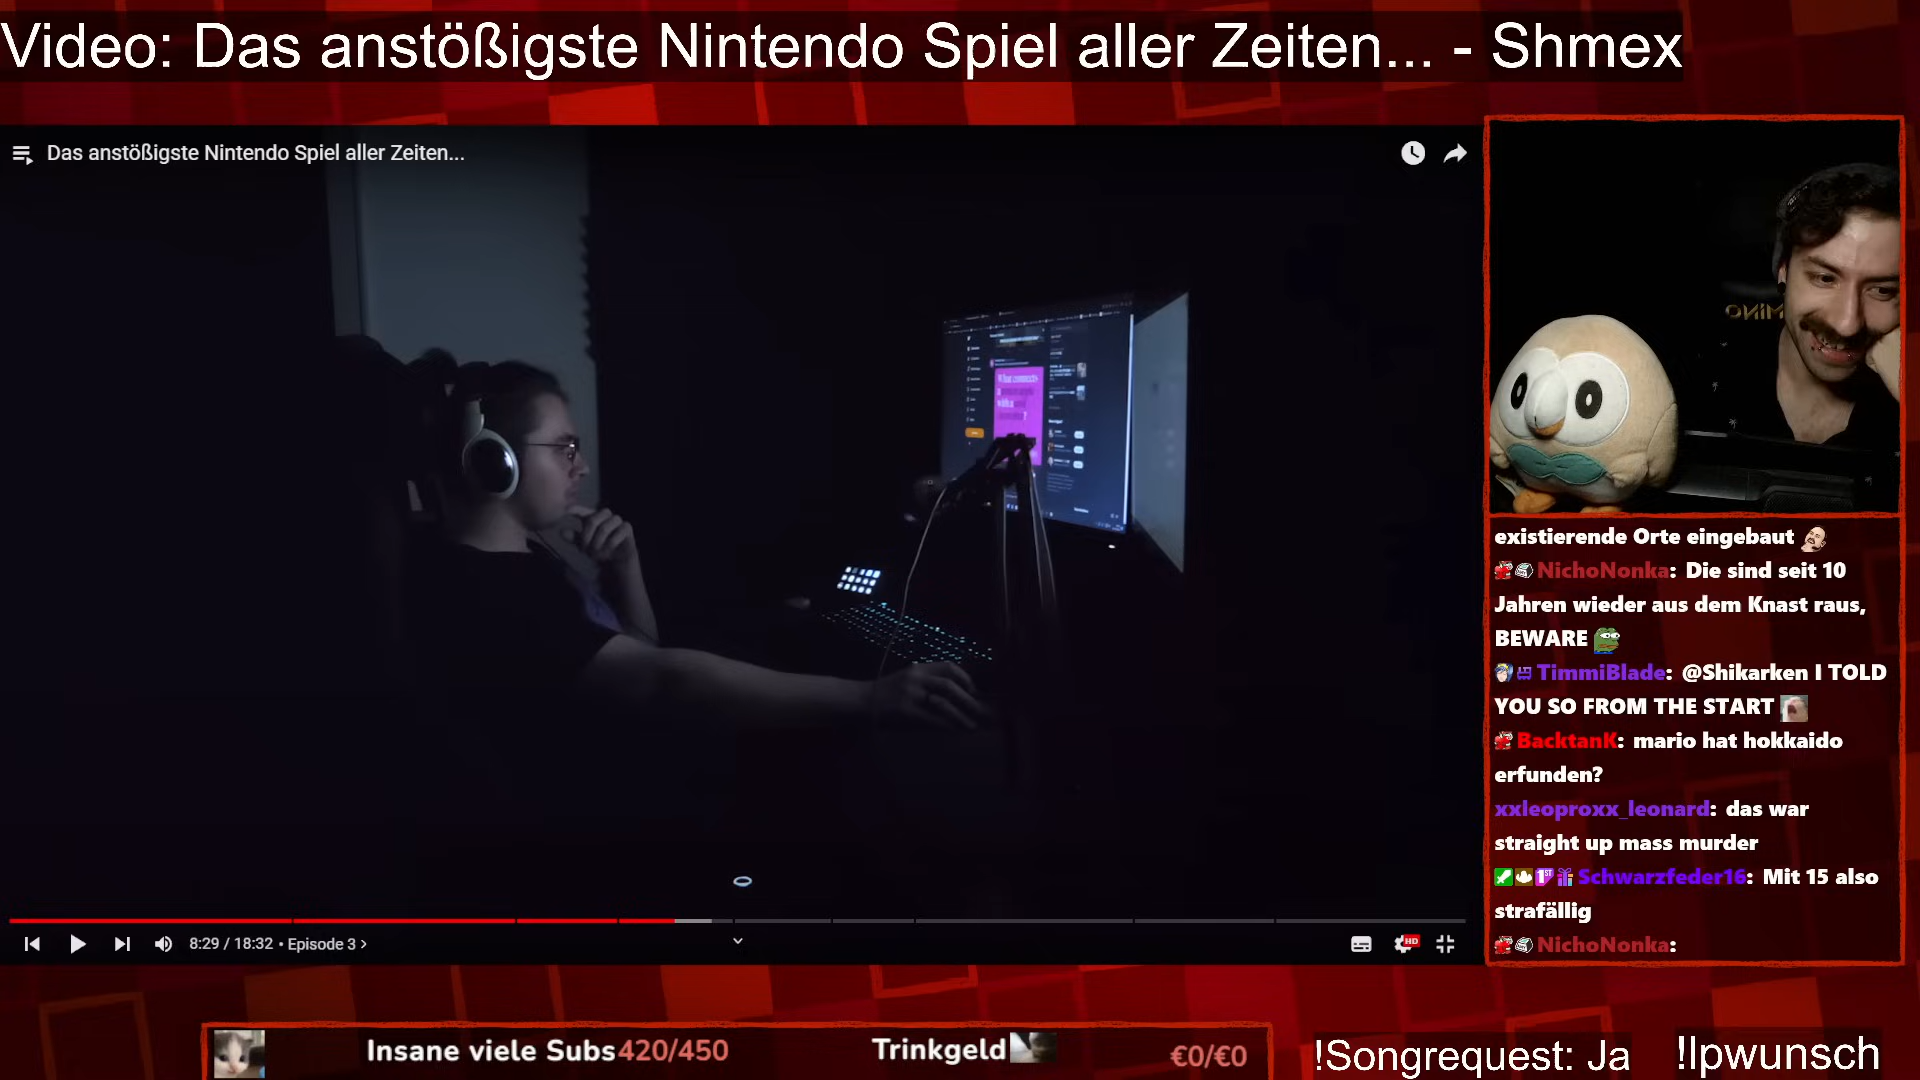 Video: Das anstößigste Nintendo Spiel aller Zeiten... - Shmex
Das anstößigste Nintendo Spiel aller Zeiten...
existierende Orte eingebaut
NichoNonka: Die sind seit 10
Jahren wieder aus dem Knast raus,
BEWARE
TimmiBlade: @Shikarken I TOLD
YOU SO FROM THE START
BacktanK: mario hat hokkaido
erfunden?
xxleoproxx_leonard: das war
straight up mass murder
1ST Schwarzfeder16: Mit 15 also
strafällig
NichoNonka:
8:29 / 18:32 • Episode 3 ›
HD
Insane viele Subs 420/450
Trinkgeld
€0/€0
!Songrequest: Ja
!lpwunsch